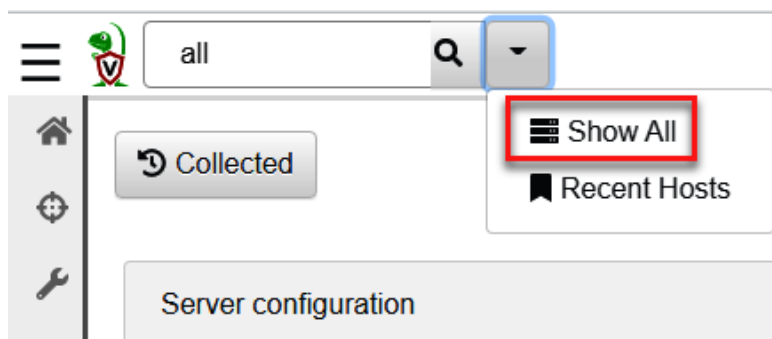 all
V
Show All
Recent Hosts
Collected
Server configuration